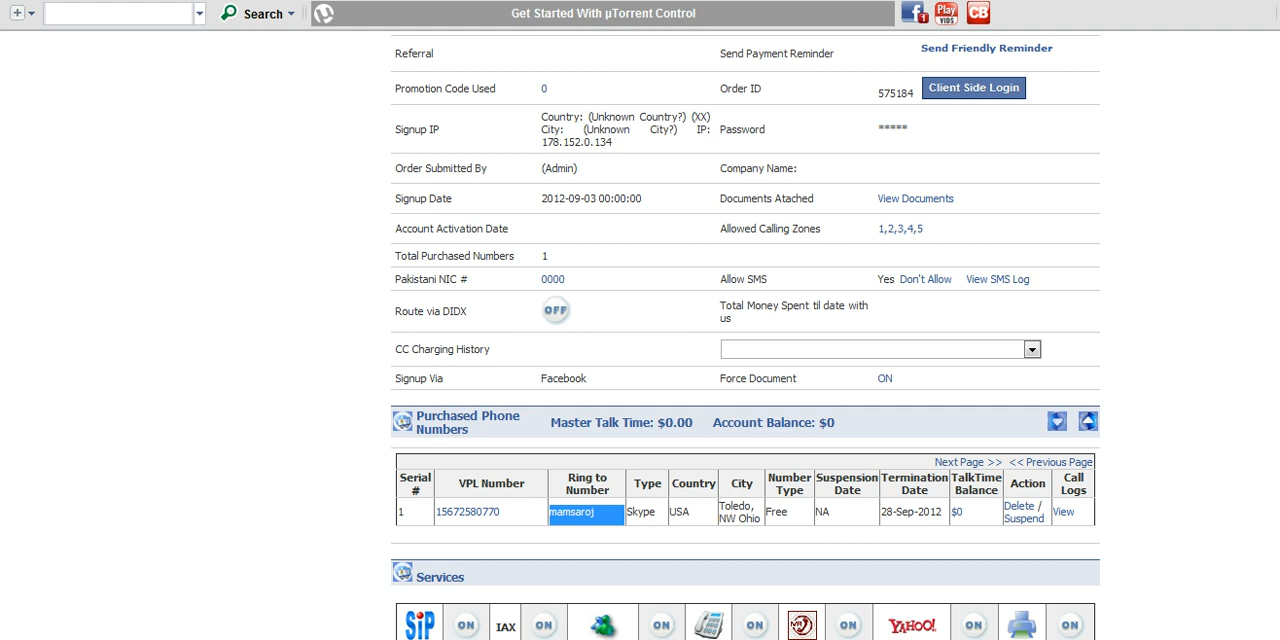 Search
Get Started With µTorrent Control
1
Play
VIDS
CB
Referral
Send Payment Reminder
Send Friendly Reminder
Promotion Code Used
0
Order ID
575184
Client Side Login
Signup IP
Country: (Unknown Country?) (XX)
City: (Unknown City?) IP:
178.152.0.134
Password
*****
Order Submitted By
(Admin)
Company Name:
Signup Date
2012-09-03 00:00:00
Documents Atached
View Documents
Account Activation Date
Allowed Calling Zones
1,2,3,4,5
Total Purchased Numbers
1
Pakistani NIC #
0000
Allow SMS
Yes Don't Allow View SMS Log
Route via DIDX
OFF
Total Money Spent til date with
us
CC Charging History
Signup Via
Facebook
Force Document
ON
Purchased Phone
Numbers
Master Talk Time: $0.00
Account Balance: $0
Next Page >> << Previous Page
Serial
#
VPL Number
Ring to
Number
Type
Country
City
Number
Type
Suspension
Date
Termination
Date
TalkTime
Balance
Action
Call
Logs
1
15672580770
mamsaroj
Skype
USA
Toledo,
NW Ohio
Free
NA
28-Sep-2012
$0
Delete /
Suspend
View
Services
SiP
ON
IAX
ON
ON
ON
ON
YAHOO!
ON
ON